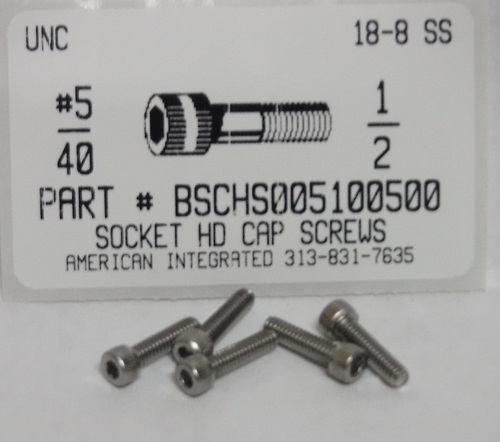 UNC 18-8 SS
#5/40 1/2
PART # BSCHS005100500
SOCKET HD CAP SCREWS
AMERICAN INTEGRATED 313-831-7635